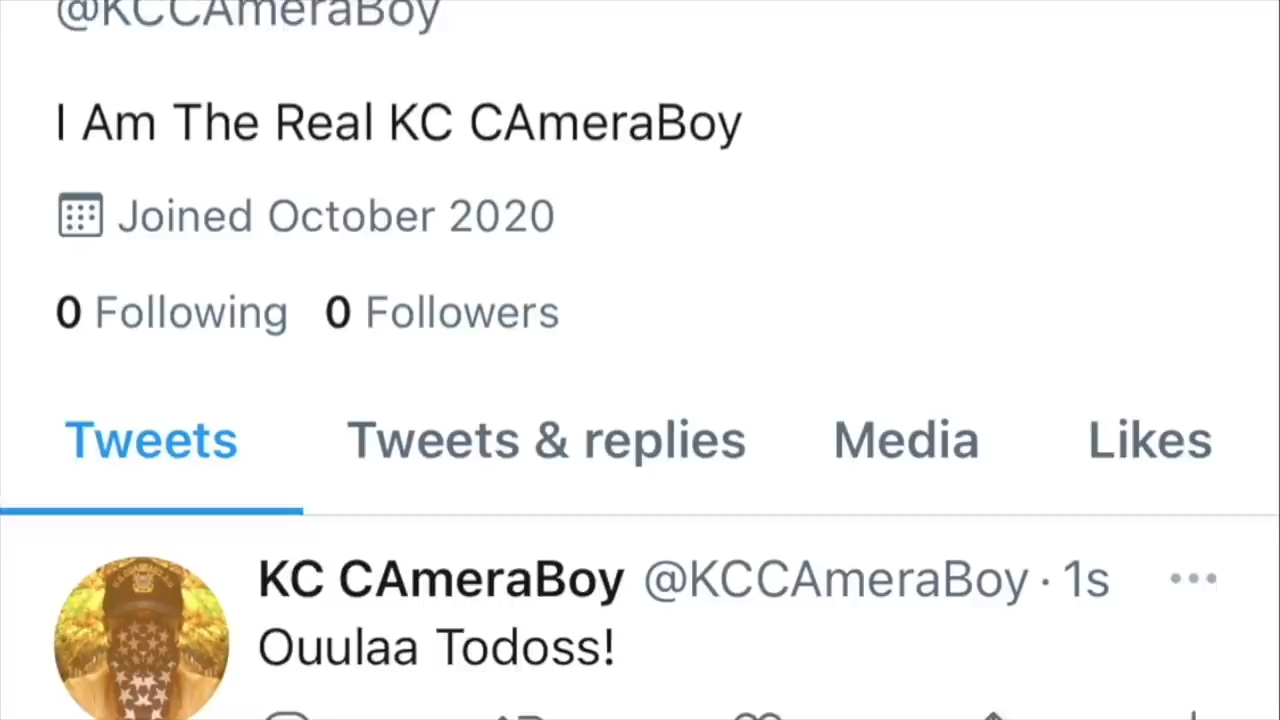 @KCCAmeraBoy
I Am The Real KC CAmeraBoy
Joined October 2020
0 Following 0 Followers
Tweets Tweets & replies Media Likes
KC CAmeraBoy @KCCAmeraBoy · 1s
Ouulaa Todoss!